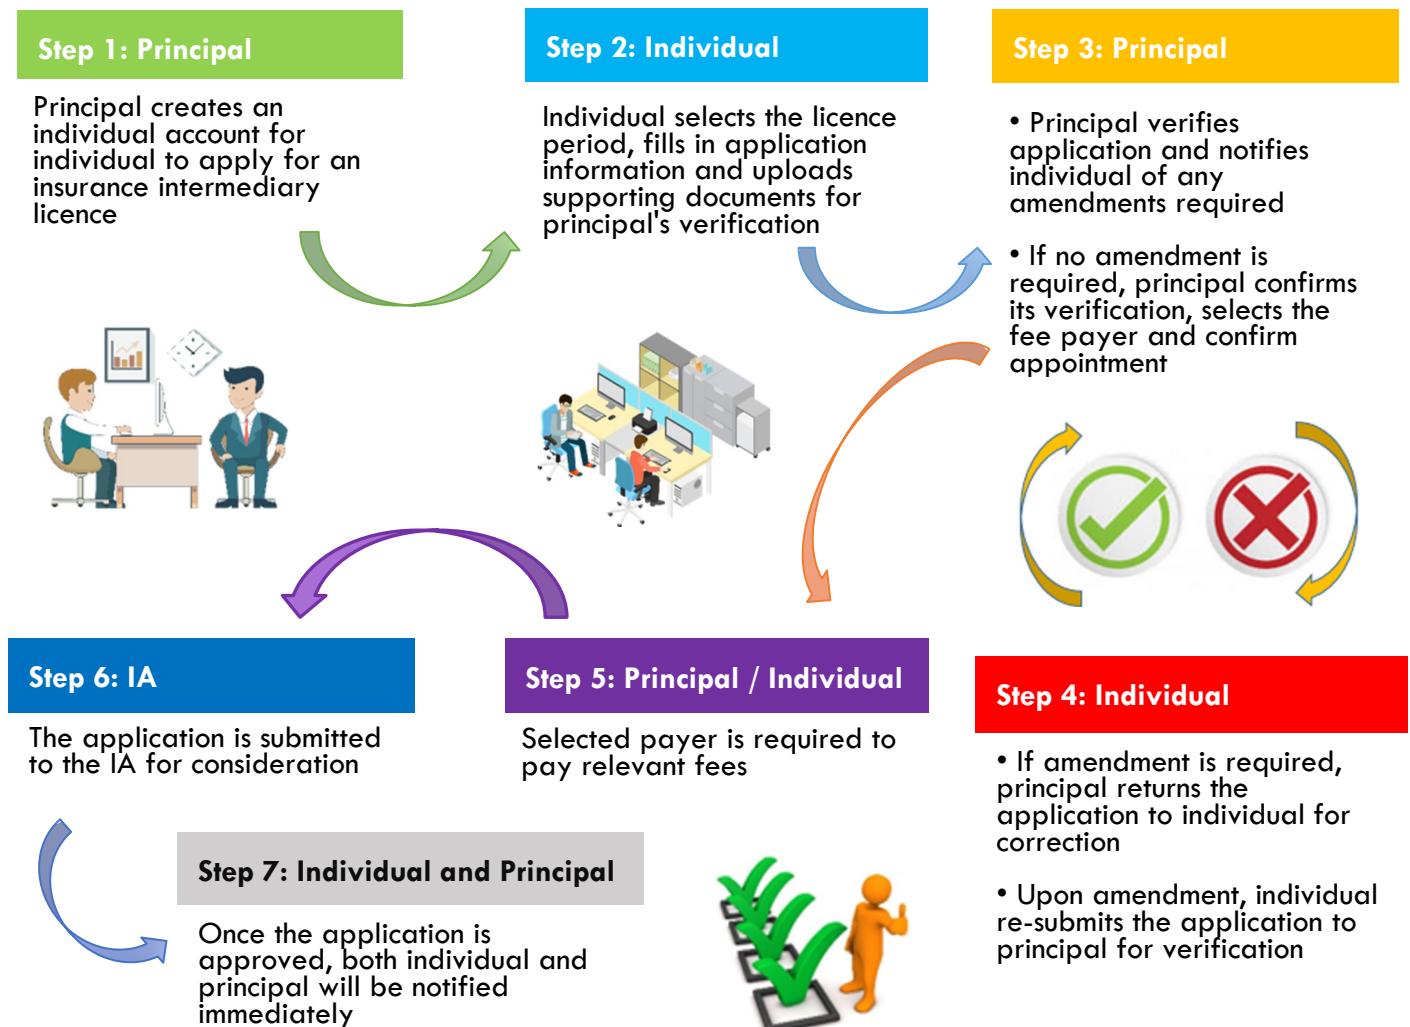 Step 1: Principal
Principal creates an
individual account for
individual to apply for an
insurance intermediary
licence
Step 2: Individual
Individual selects the licence
period, fills in application
information and uploads
supporting documents for
principal's verification
Step 3: Principal
• Principal verifies
application and notifies
individual of any
amendments required
• If no amendment is
required, principal confirms
its verification, selects the
fee payer and confirm
appointment
Step 4: Individual
• If amendment is required,
principal returns the
application to individual for
correction
• Upon amendment, individual
re-submits the application to
principal for verification
Step 5: Principal / Individual
Selected payer is required to
pay relevant fees
Step 6: IA
The application is submitted
to the IA for consideration
Step 7: Individual and Principal
Once the application is
approved, both individual and
principal will be notified
immediately